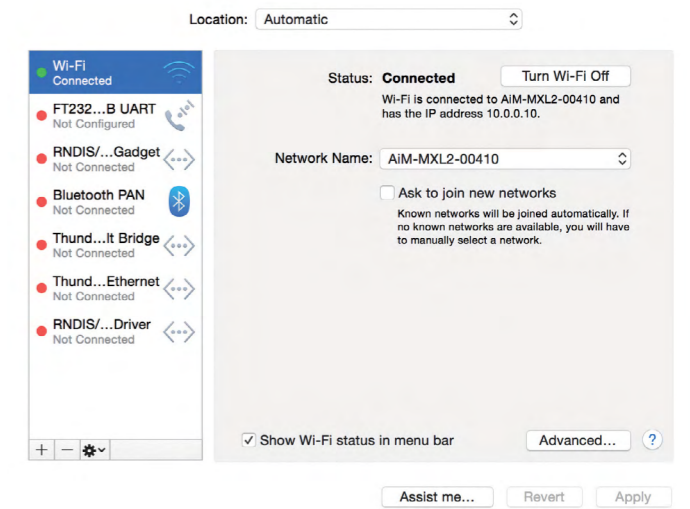 Location: Automatic
Wi-Fi
Connected
FT232...B UART
Not Configured
RNDIS/...Gadget
Not Connected
Bluetooth PAN
Not Connected
Thund...lt Bridge
Not Connected
Thund...Ethernet
Not Connected
RNDIS/...Driver
Not Connected
Status: Connected Turn Wi-Fi Off
Wi-Fi is connected to AiM-MXL2-00410 and
has the IP address 10.0.0.10.
Network Name: AiM-MXL2-00410
Ask to join new networks
Known networks will be joined automatically. If
no known networks are available, you will have
to manually select a network.
Show Wi-Fi status in menu bar Advanced... ?
Assist me... Revert Apply